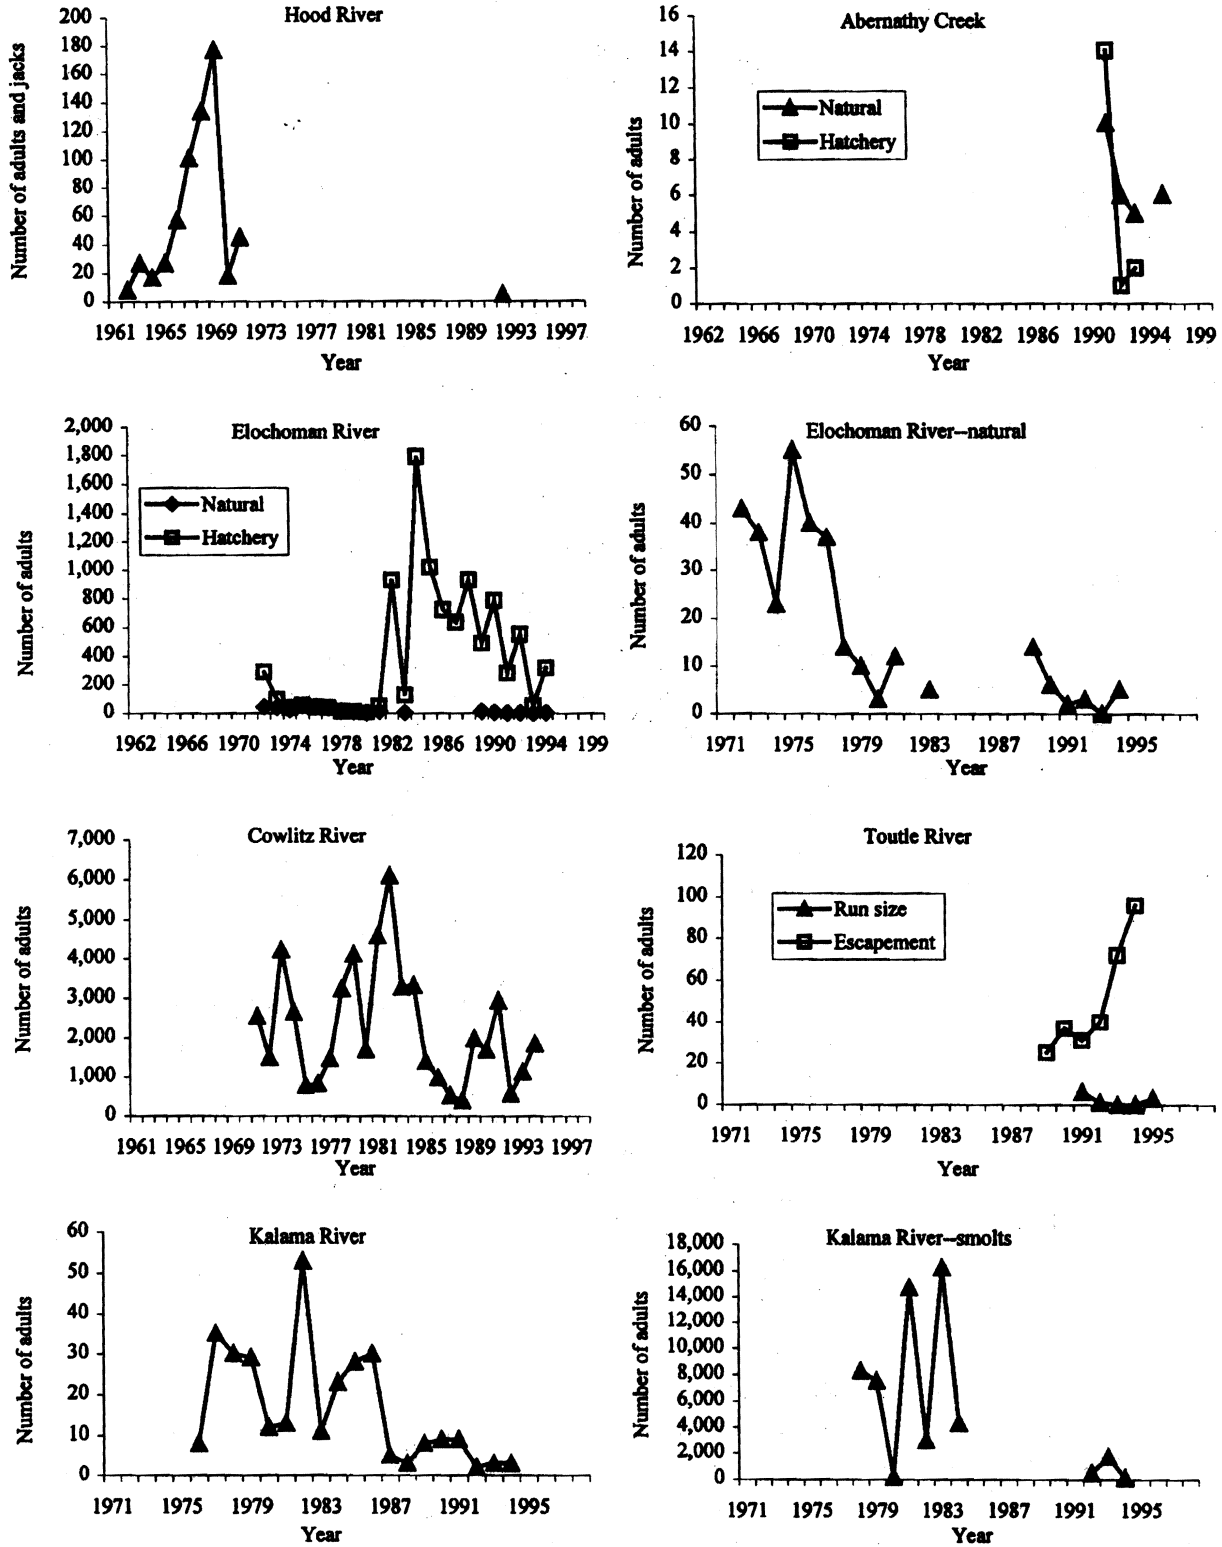 Hood River
Number of adults and jacks
200
180
160
140
120
100
80
60
40
20
0
1961 1965 1969 1973 1977 1981 1985 1989 1993 1997
Year
Abernathy Creek
Number of adults
16
14
12
10
8
6
4
2
0
Natural
Hatchery
1962 1966 1970 1974 1978 1982 1986 1990 1994 199
Year
Elochoman River
Number of adults
2,000
1,800
1,600
1,400
1,200
1,000
800
600
400
200
0
Natural
Hatchery
1962 1966 1970 1974 1978 1982 1986 1990 1994 199
Year
Elochoman River--natural
Number of adults
60
50
40
30
20
10
0
1971 1975 1979 1983 1987 1991 1995
Year
Cowlitz River
Number of adults
7,000
6,000
5,000
4,000
3,000
2,000
1,000
0
1961 1965 1969 1973 1977 1981 1985 1989 1993 1997
Year
Toutle River
Number of adults
120
100
80
60
40
20
0
Run size
Escapement
1971 1975 1979 1983 1987 1991 1995
Year
Kalama River
Number of adults
60
50
40
30
20
10
0
1971 1975 1979 1983 1987 1991 1995
Year
Kalama River--smolts
Number of adults
18,000
16,000
14,000
12,000
10,000
8,000
6,000
4,000
2,000
0
1971 1975 1979 1983 1987 1991 1995
Year